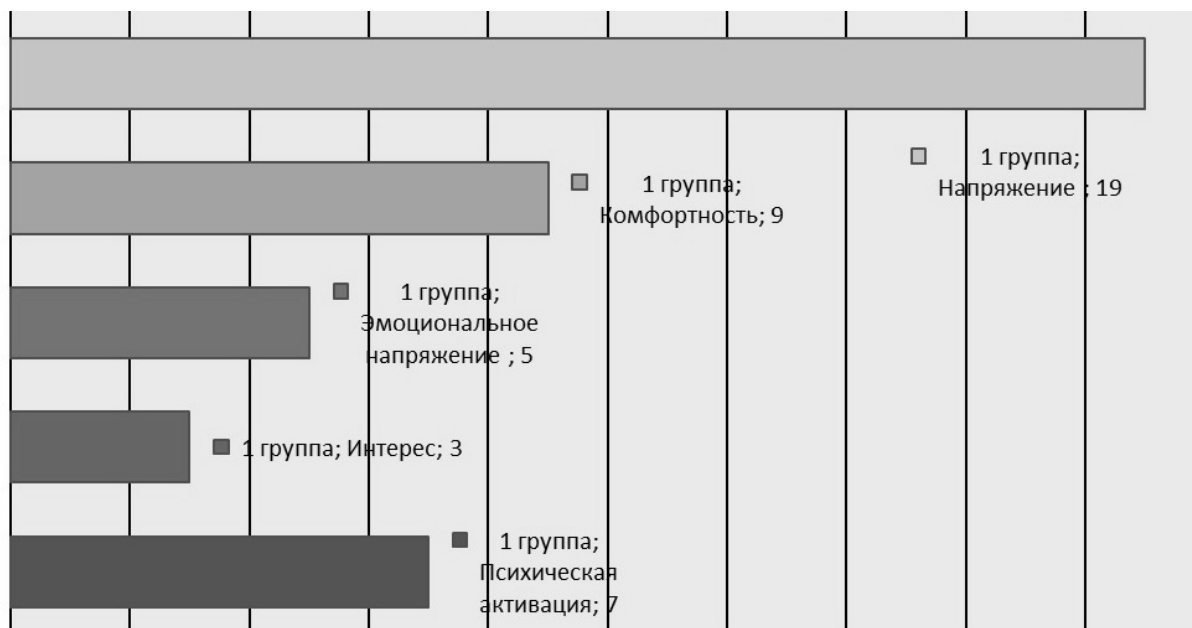 1 группа;
Напряжение ; 19
1 группа;
Комфортность; 9
1 группа;
Эмоциональное
напряжение ; 5
1 группа; Интерес; 3
1 группа;
Психическая
активация; 7